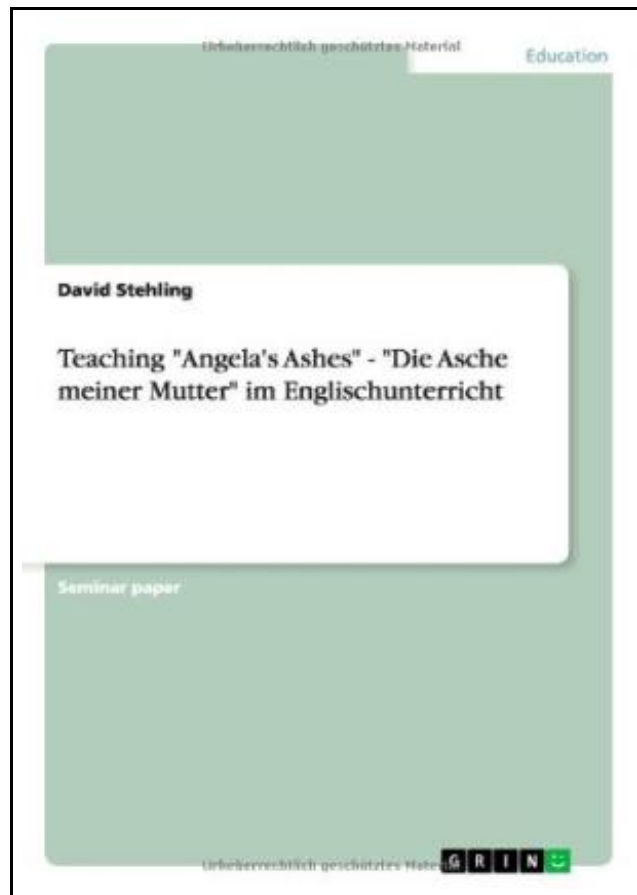 Urheberrechtlich geschütztes Material
Education
David Stehling
Teaching "Angela's Ashes" - "Die Asche
meiner Mutter" im Englischunterricht
Seminar paper
Urheberrechtlich geschütztes
GRIN